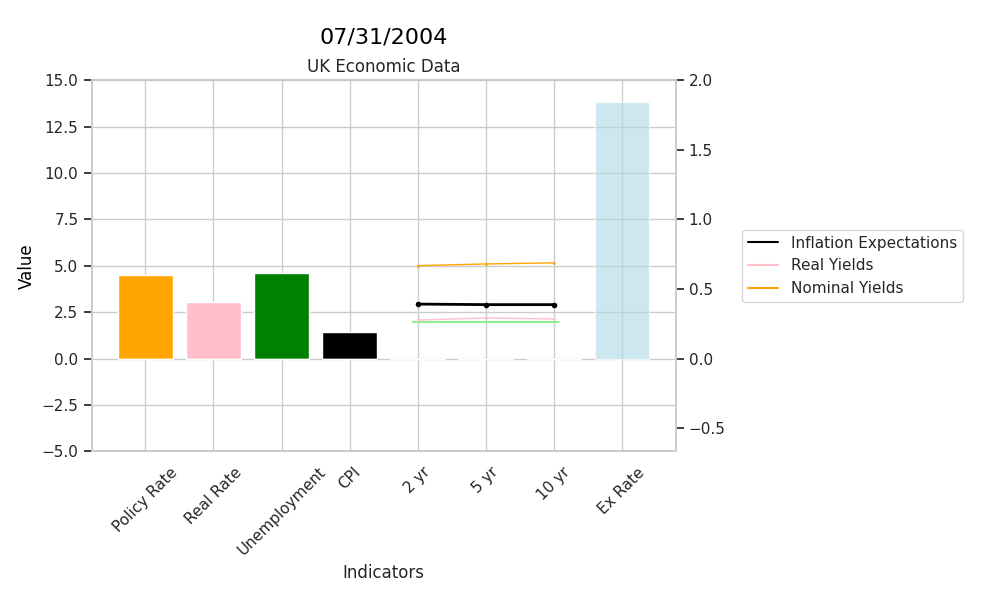 07/31/2004
UK Economic Data
15.0
12.5
10.0
7.5
5.0
2.5
0.0
−2.5
−5.0
Value
2.0
1.5
1.0
0.5
0.0
−0.5
Inflation Expectations
Real Yields
Nominal Yields
Policy Rate
Real Rate
Unemployment
CPI
2 yr
5 yr
10 yr
Ex Rate
Indicators